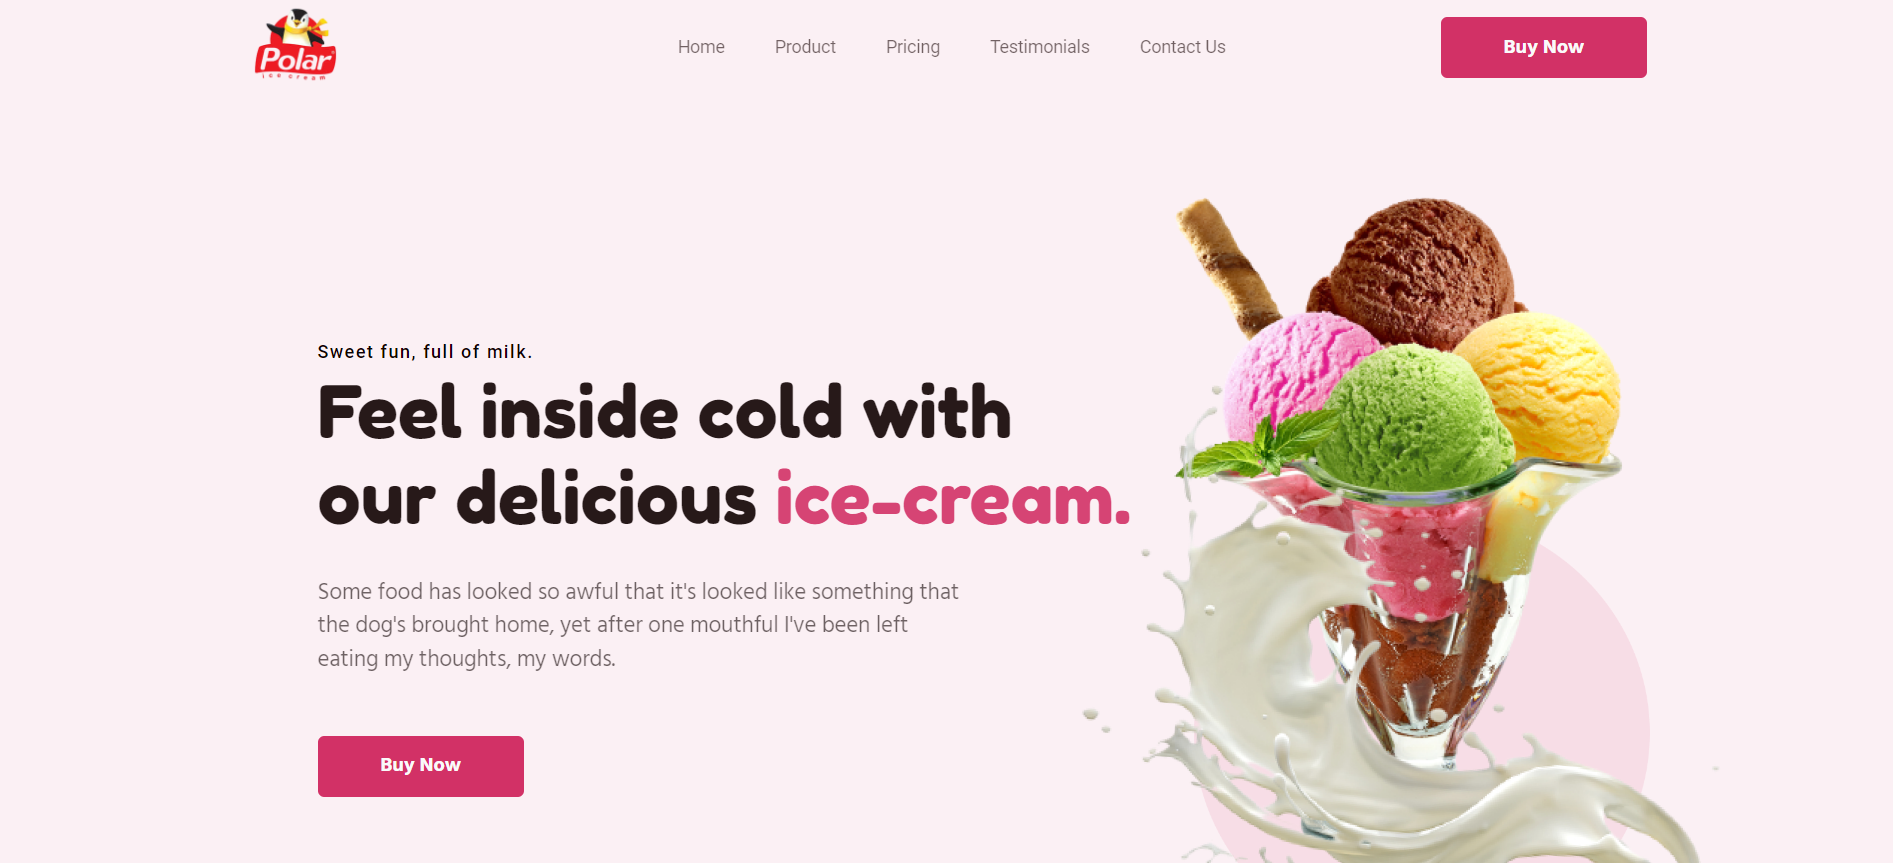 Polar
ice cream
Home
Product
Pricing
Testimonials
Contact Us
Buy Now
Sweet fun, full of milk.
Feel inside cold with
our delicious ice-cream.
Some food has looked so awful that it's looked like something that
the dog's brought home, yet after one mouthful I've been left
eating my thoughts, my words.
Buy Now